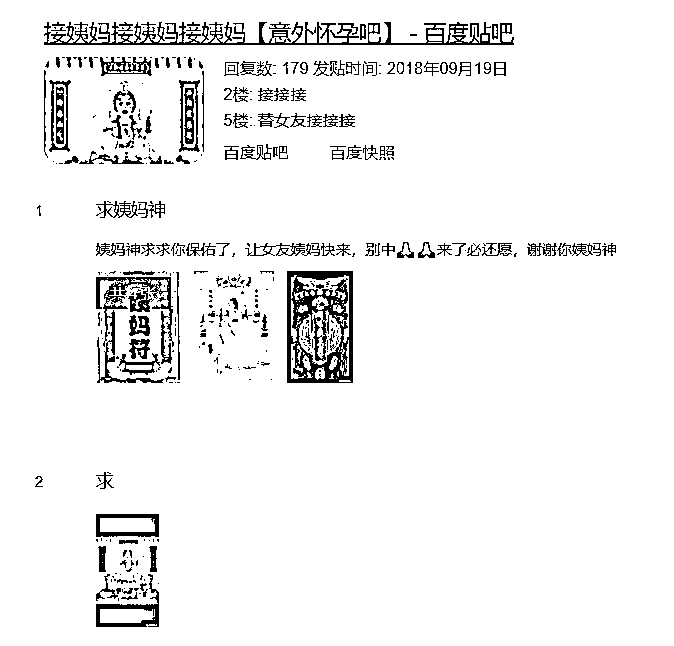 接姨妈接姨妈接姨妈【意外怀孕吧】 - 百度贴吧
回复数: 179 发贴时间: 2018年09月19日
2楼: 接接接
5楼: 替女友接接接
百度贴吧 百度快照
1 求姨妈神
姨妈神求求你保佑了，让女友姨妈快来，别中🙏🙏来了必还愿，谢谢你姨妈神
姨妈符
2 求